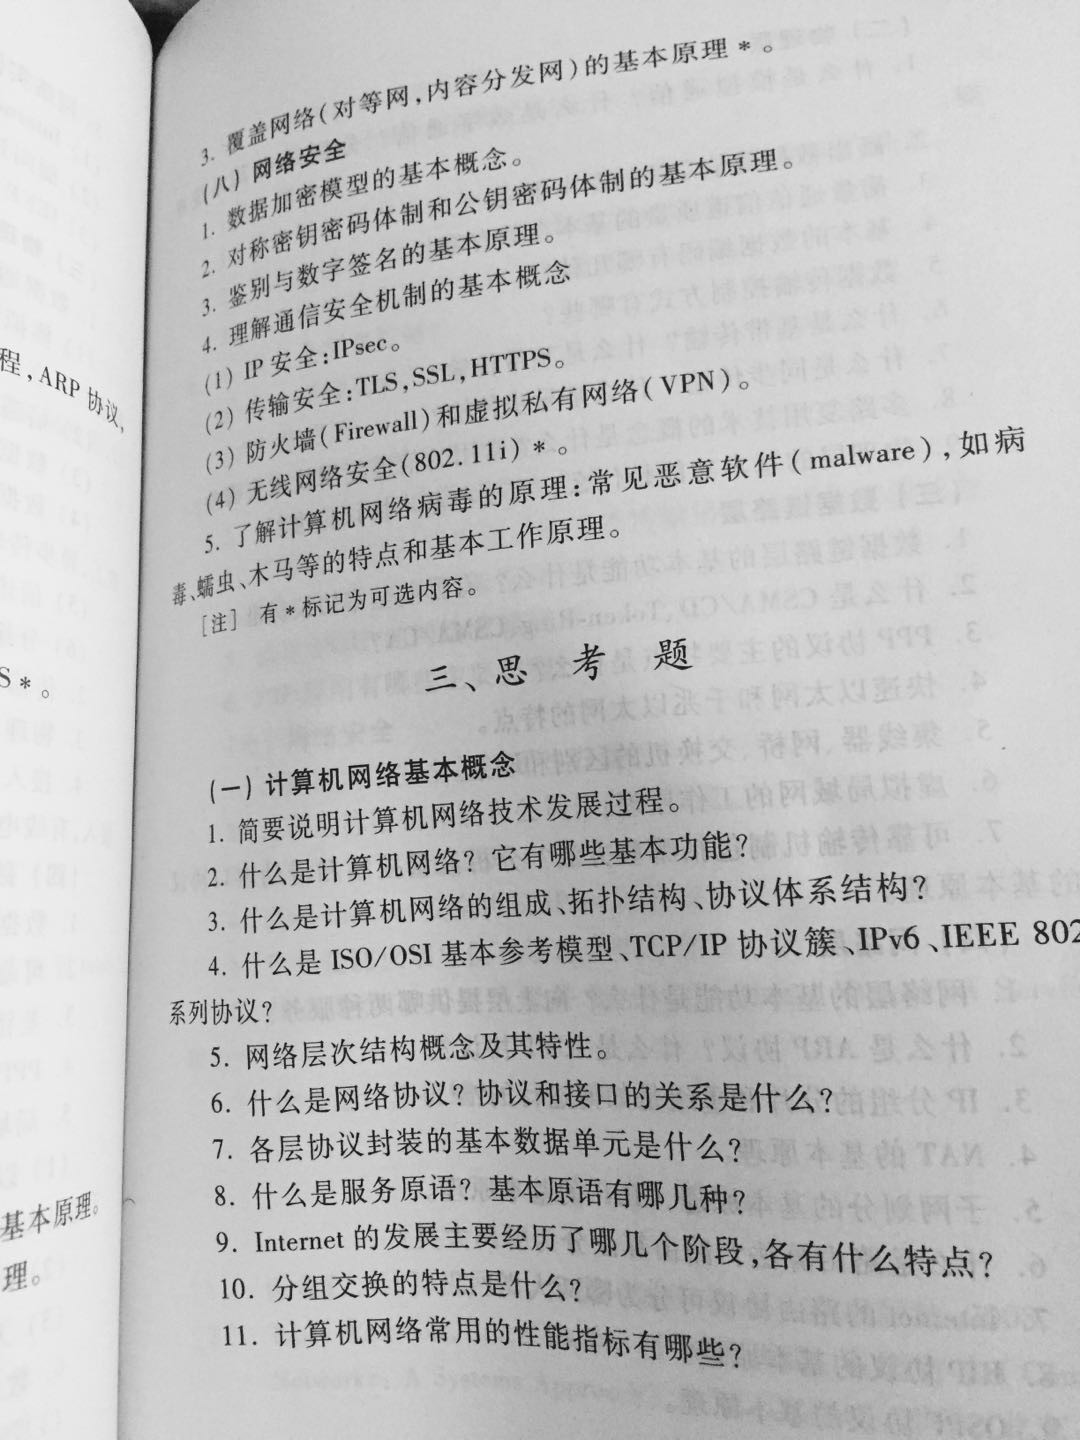 3. 覆盖网络(对等网,内容分发网)的基本原理*。
(八) 网络安全
1. 数据加密模型的基本概念。
2. 对称密钥密码体制和公钥密码体制的基本原理。
3. 鉴别与数字签名的基本原理。
4. 理解通信安全机制的基本概念
(1) IP 安全:IPsec。
(2) 传输安全:TLS,SSL,HTTPS。
(3) 防火墙(Firewall)和虚拟私有网络(VPN)。
(4) 无线网络安全(802.11i)*。
5. 了解计算机网络病毒的原理:常见恶意软件(malware),如病
毒、蠕虫、木马等的特点和基本工作原理。
[注] 有*标记为可选内容。
三、思考题
(一) 计算机网络基本概念
1. 简要说明计算机网络技术发展过程。
2. 什么是计算机网络? 它有哪些基本功能?
3. 什么是计算机网络的组成、拓扑结构、协议体系结构?
4. 什么是 ISO/OSI 基本参考模型、TCP/IP 协议簇、IPv6、IEEE 802
系列协议?
5. 网络层次结构概念及其特性。
6. 什么是网络协议? 协议和接口的关系是什么?
7. 各层协议封装的基本数据单元是什么?
8. 什么是服务原语? 基本原语有哪几种?
9. Internet 的发展主要经历了哪几个阶段,各有什么特点?
10. 分组交换的特点是什么?
11. 计算机网络常用的性能指标有哪些?
程,ARP 协议,
S*。
基本原理。
理。